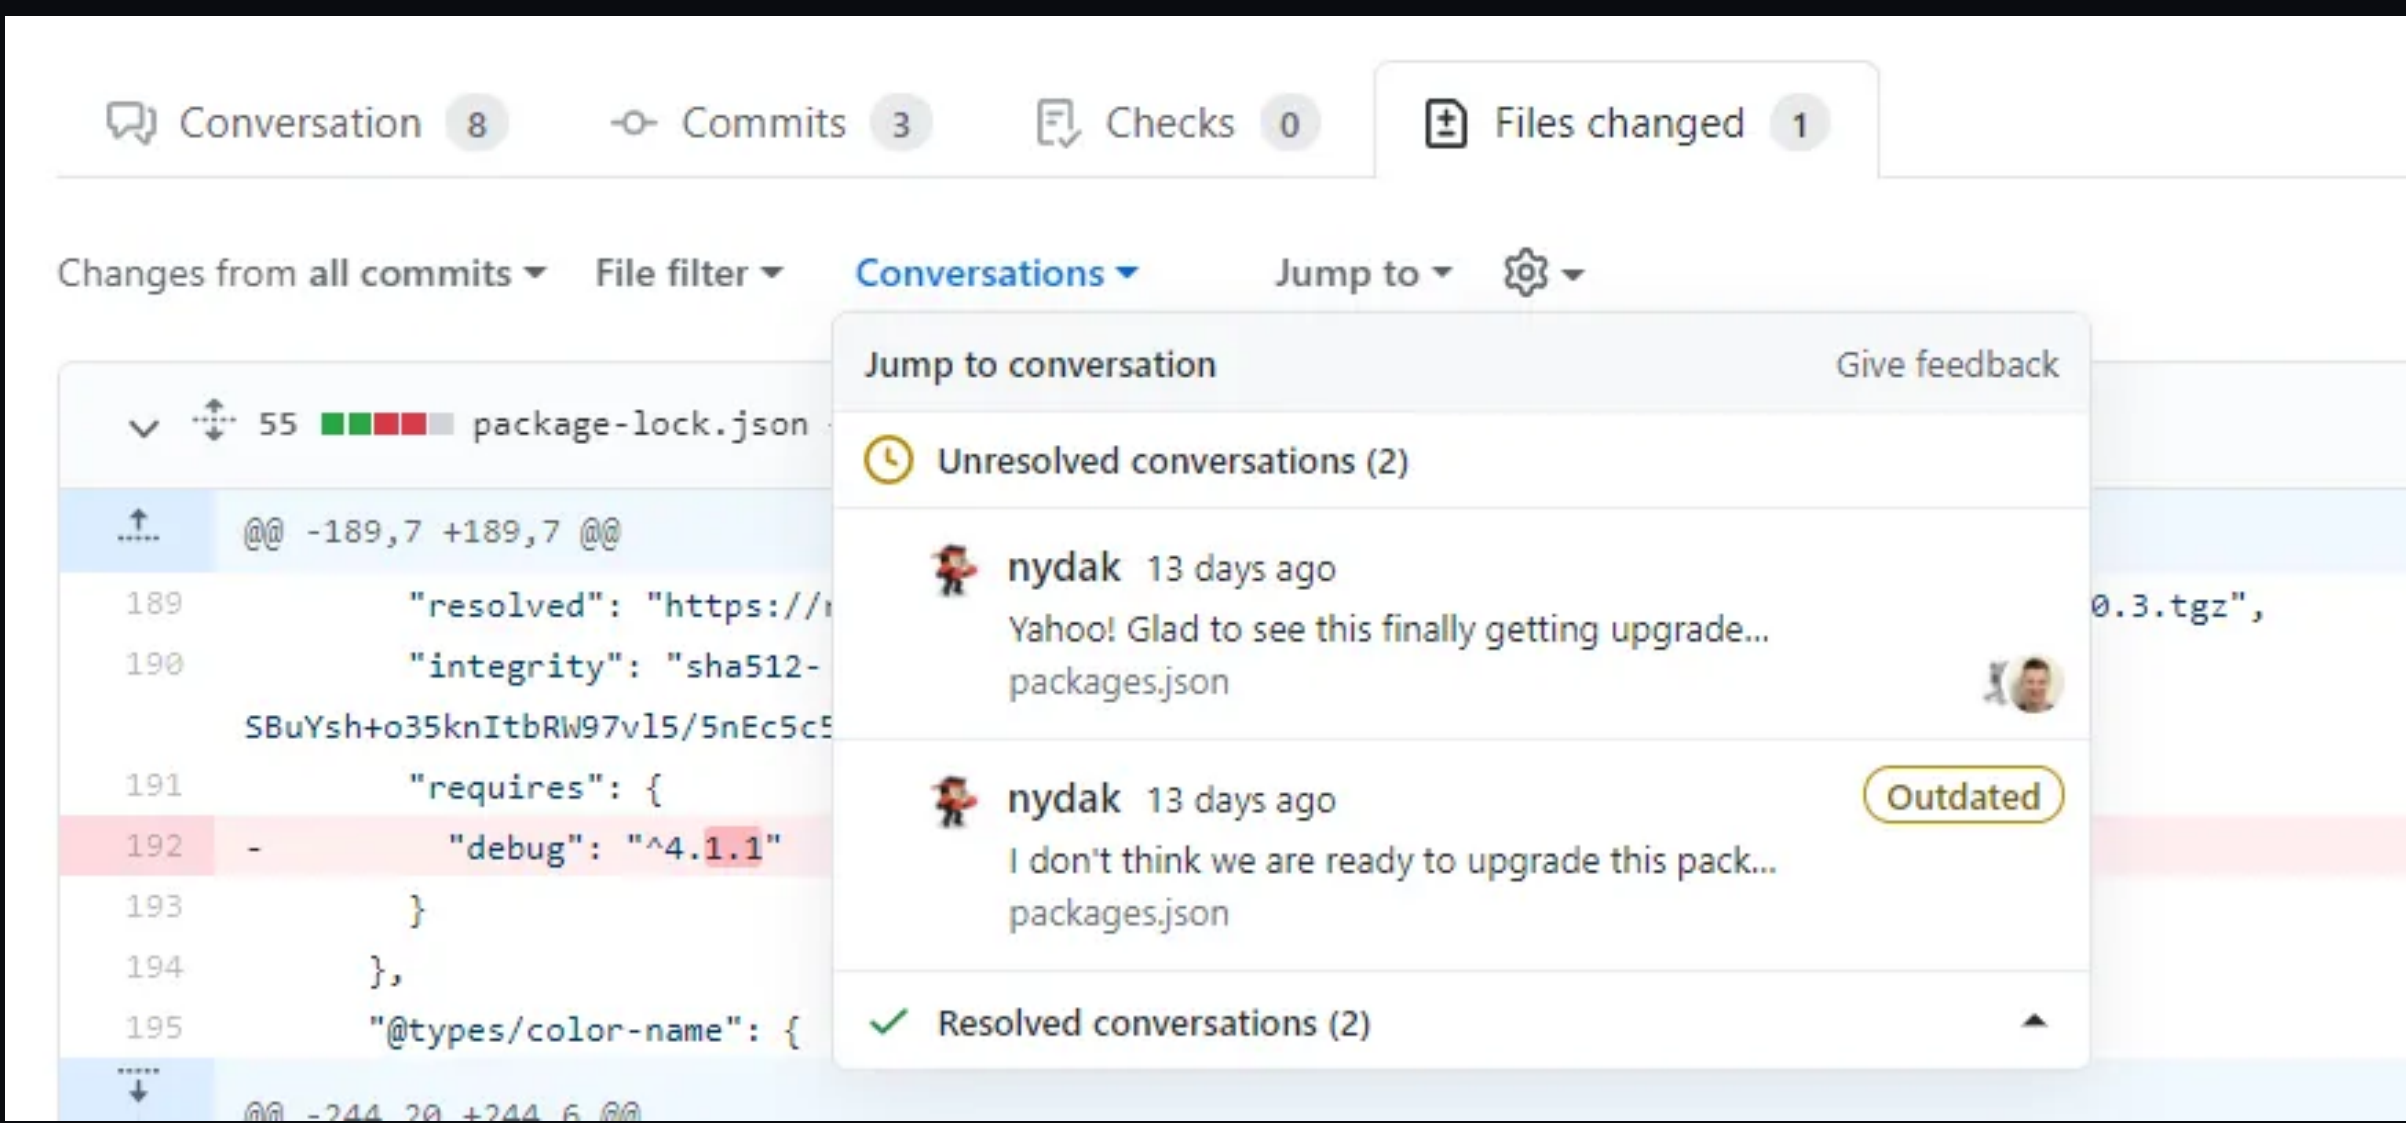 Conversation 8 Commits 3 Checks 0 Files changed 1
Changes from all commits File filter Conversations Jump to
55 package-lock.json
Jump to conversation Give feedback
Unresolved conversations (2)
nydak 13 days ago
Yahoo! Glad to see this finally getting upgrade...
packages.json
nydak 13 days ago Outdated
I don't think we are ready to upgrade this pack...
packages.json
Resolved conversations (2)
@@ -189,7 +189,7 @@
189 "resolved": "https:// 0.3.tgz",
190 "integrity": "sha512-
SBuYsh+o35knItbRW97vl5/5nEc5c5
191 "requires": {
192 - "debug": "^4.1.1"
193 }
194 },
195 "@types/color-name": {
@@ -244,20 +244,6 @@